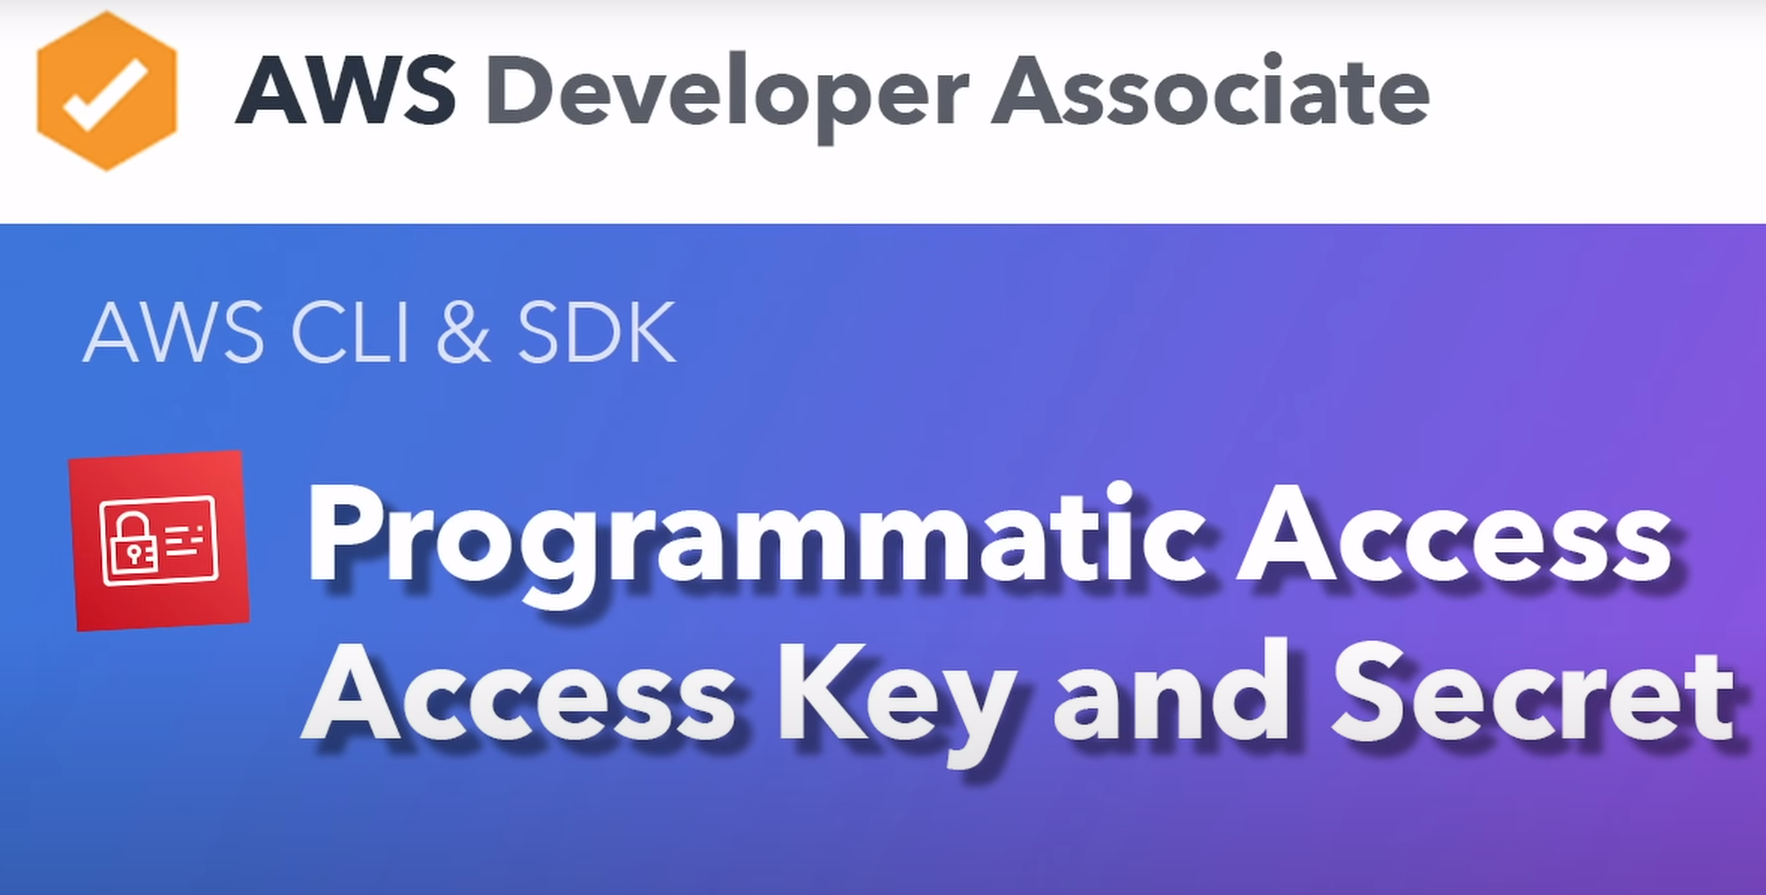 AWS Developer Associate
AWS CLI & SDK
Programmatic Access
Access Key and Secret